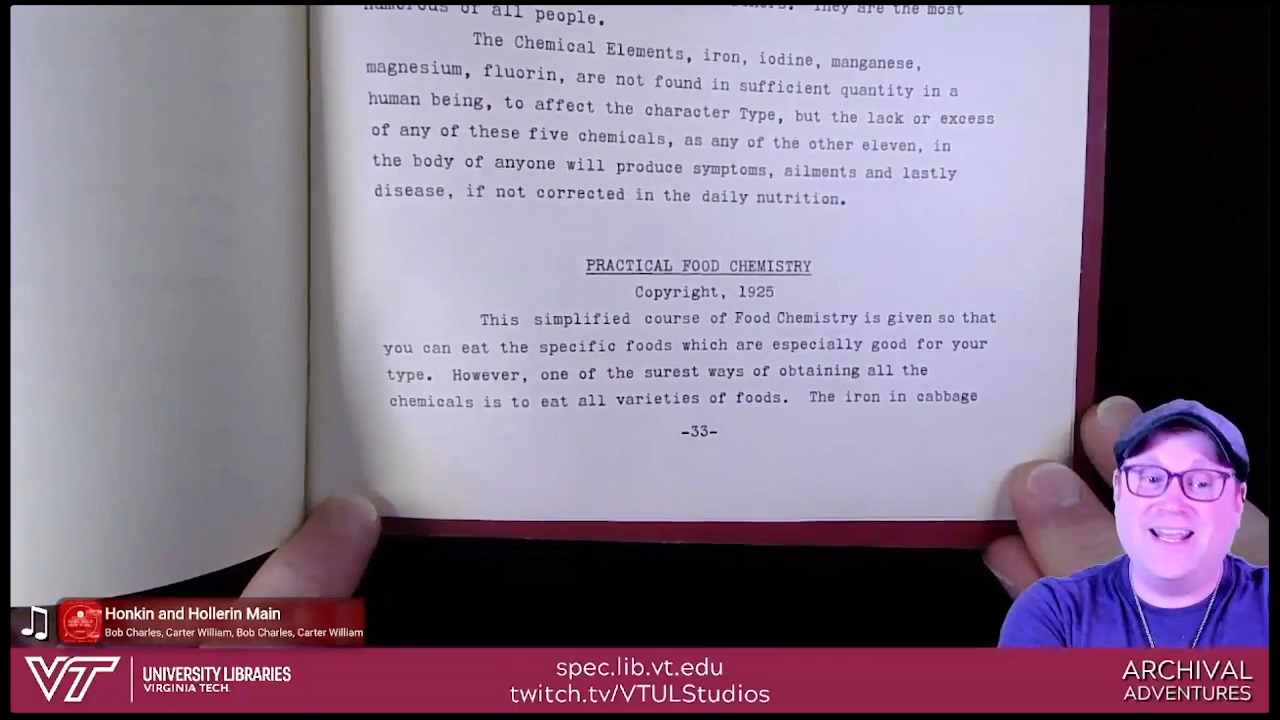 numerous of all people. They are the most
The Chemical Elements, iron, iodine, manganese,
magnesium, fluorin, are not found in sufficient quantity in a
human being, to affect the character Type, but the lack or excess
of any of these five chemicals, as any of the other eleven, in
the body of anyone will produce symptoms, ailments and lastly
disease, if not corrected in the daily nutrition.
PRACTICAL FOOD CHEMISTRY
Copyright, 1925
This simplified course of Food Chemistry is given so that
you can eat the specific foods which are especially good for your
type. However, one of the surest ways of obtaining all the
chemicals is to eat all varieties of foods. The iron in cabbage
-33-
Honkin and Hollerin Main
Bob Charles, Carter William, Bob Charles, Carter William
VT
UNIVERSITY LIBRARIES
VIRGINIA TECH.
spec.lib.vt.edu
twitch.tv/VTULStudios
ARCHIVAL
ADVENTURES